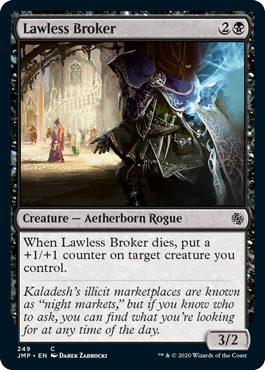 Lawless Broker 2
Creature — Aetherborn Rogue
When Lawless Broker dies, put a
+1/+1 counter on target creature you
control.
Kaladesh's illicit marketplaces are known
as "night markets," but if you know who
to ask, you can find what you're looking
for at any time of the day.
3/2
249 C
JMP • EN DAREK ZABROCKI ™ & © 2020 Wizards of the Coast